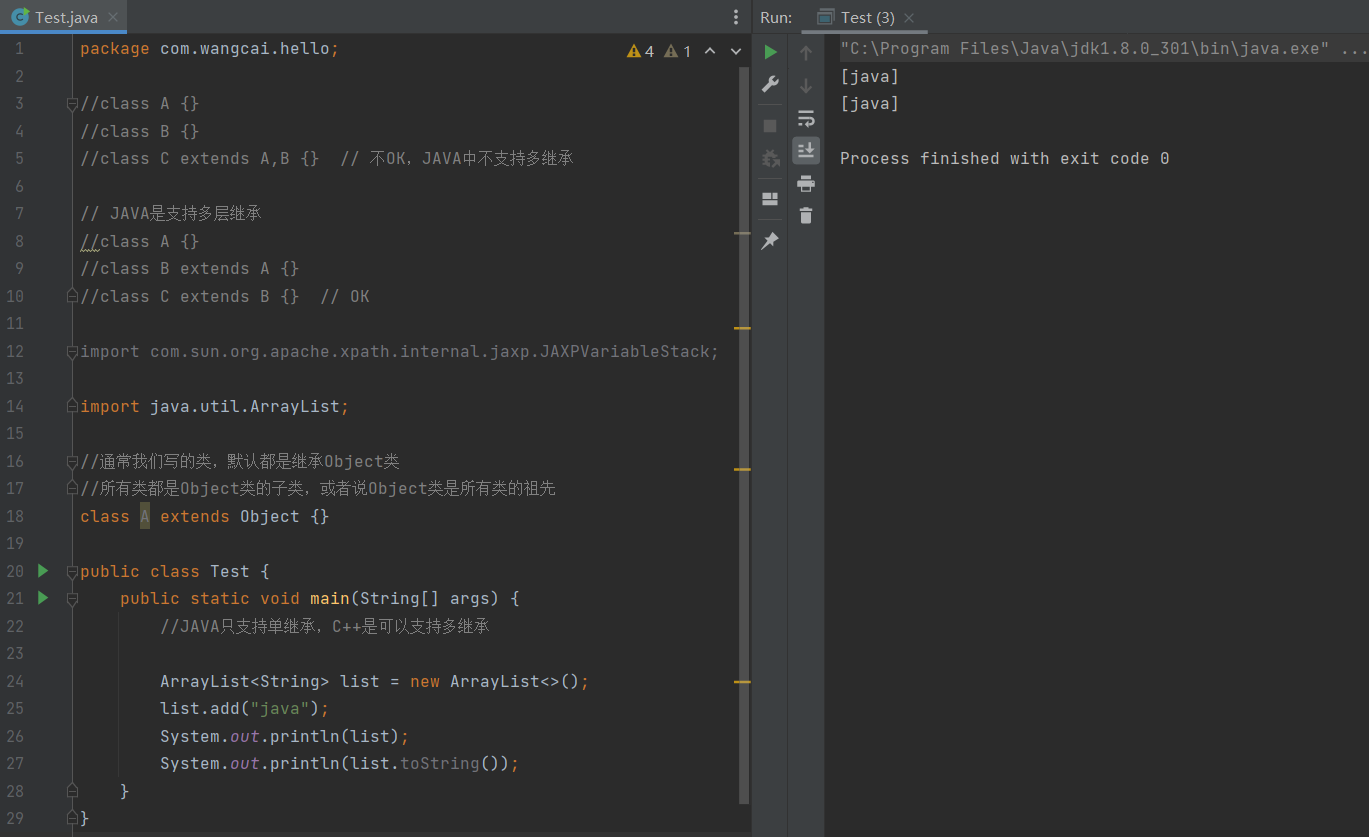 Test.java
1 package com.wangcai.hello;
4 1
2
3 //class A {}
4 //class B {}
5 //class C extends A,B {}  // 不OK，JAVA中不支持多继承
6
7 // JAVA是支持多层继承
8 //class A {}
9 //class B extends A {}
10 //class C extends B {}  // OK
11
12 import com.sun.org.apache.xpath.internal.jaxp.JAXPVariableStack;
13
14 import java.util.ArrayList;
15
16 //通常我们写的类，默认都是继承Object类
17 //所有类都是Object类的子类，或者说Object类是所有类的祖先
18 class A extends Object {}
19
20 public class Test {
21     public static void main(String[] args) {
22         //JAVA只支持单继承，C++是可以支持多继承
23
24         ArrayList<String> list = new ArrayList<>();
25         list.add("java");
26         System.out.println(list);
27         System.out.println(list.toString());
28     }
29 }
Run: Test (3)
"C:\Program Files\Java\jdk1.8.0_301\bin\java.exe" ...
[java]
[java]
Process finished with exit code 0